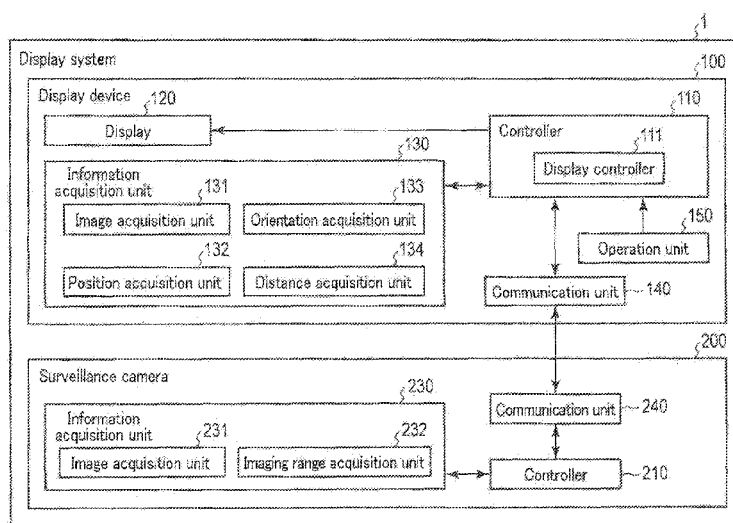 1
Display system
100
Display device
120
Display
110
Controller
111
Display controller
130
Information
acquisition unit
131
Image acquisition unit
133
Orientation acquisition unit
132
Position acquisition unit
134
Distance acquisition unit
150
Operation unit
Communication unit
140
200
Surveillance camera
230
Information
acquisition unit
231
Image acquisition unit
232
Imaging range acquisition unit
Communication unit
240
Controller
210